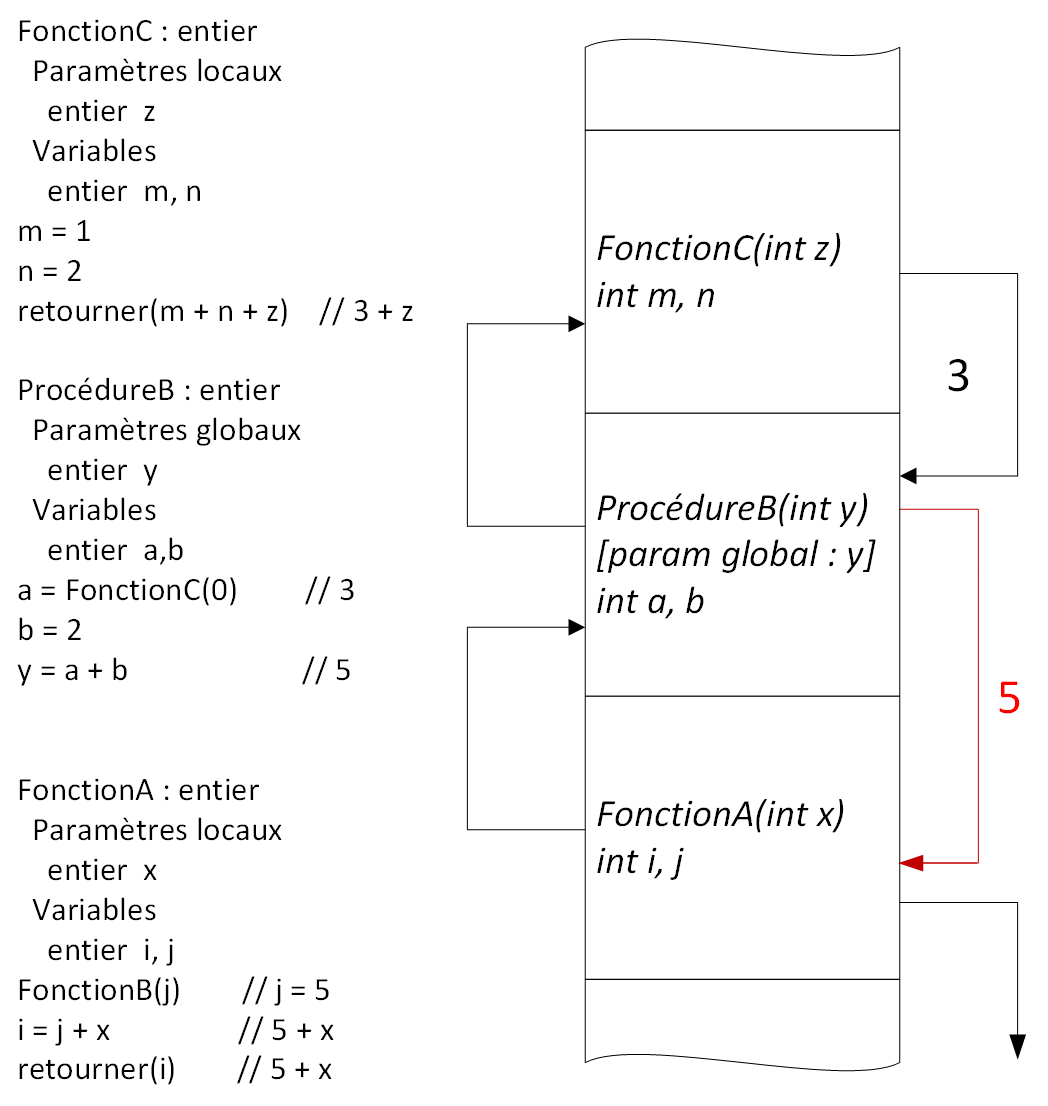 FonctionC : entier
Paramètres locaux
entier z
Variables
entier m, n
m = 1
n = 2
retourner(m + n + z) // 3 + z
ProcédureB : entier
Paramètres globaux
entier y
Variables
entier a,b
a = FonctionC(0) // 3
b = 2
y = a + b // 5
FonctionA : entier
Paramètres locaux
entier x
Variables
entier i, j
FonctionB(j) // j = 5
i = j + x // 5 + x
retourner(i) // 5 + x
FonctionC(int z)
int m, n
3
ProcédureB(int y)
[param global : y]
int a, b
5
FonctionA(int x)
int i, j